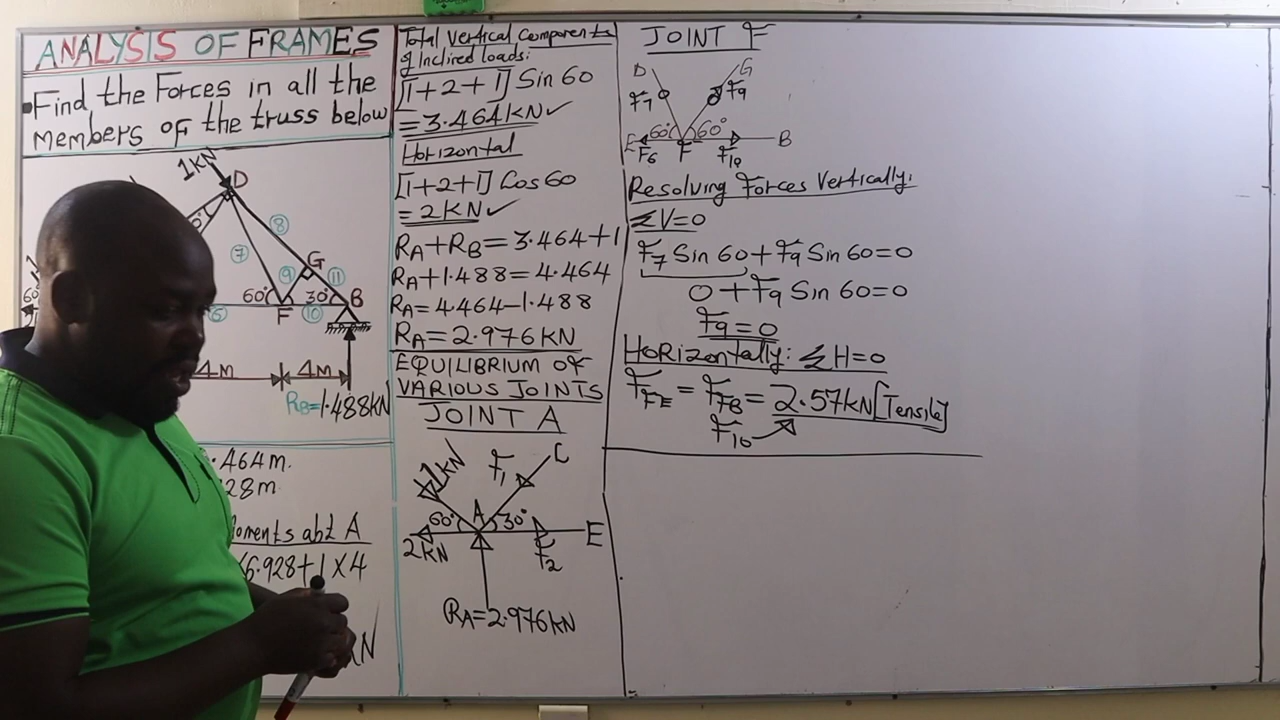 ANALYSIS OF FRAMES
Find the Forces in all the
members of the truss below
1KN
D
8
7
G
9
11
60°
30°
B
6
F
10
4m
4m
RB=1.488KN
.464m.
28m
oments abt A
6.928+1×4
KN
Total Vertical Components
of Inclined loads:
[1+2+1] Sin 60
=3.464KN✓
Horizontal
[1+2+1] Cos60
=2KN✓
RA+RB=3.464+1
RA+1.488=4.464
RA=4.464-1.488
RA=2.976KN
EQUILIBRIUM OF
VARIOUS JOINTS
JOINT A
1KN
F1
C
A
60°
30°
E
2KN
F2
RA=2.976KN
JOINT F
D
G
F7
F9
E
60°
60°
B
F6
F
F10
Resolving Forces Vertically:
ΣV=0
F7 Sin 60+F9 Sin 60=0
0+F9 Sin 60=0
F9=0
HORizontally: ΣH=0
FFE=FFB=2.57KN[Tensile]
F10